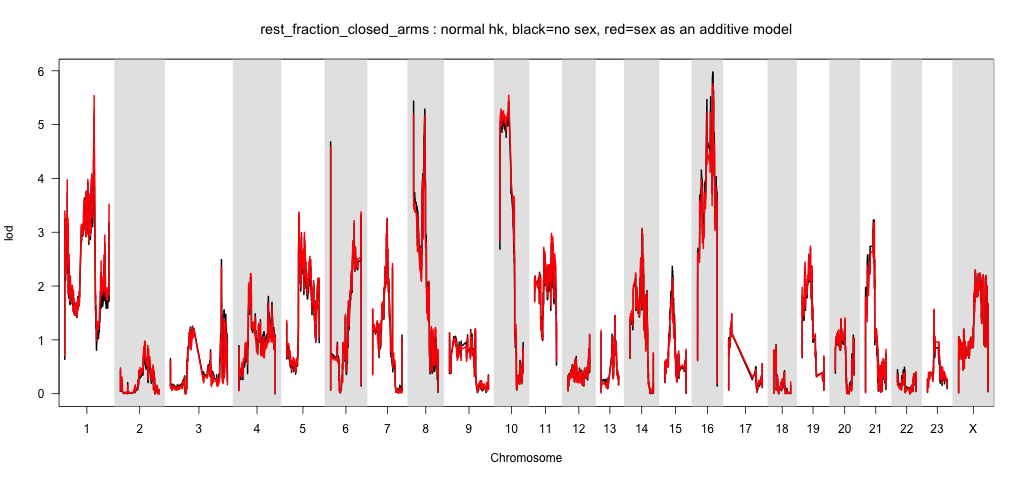 rest_fraction_closed_arms : normal hk, black=no sex, red=sex as an additive model
lod
6
5
4
3
2
1
0
1 2 3 4 5 6 7 8 9 10 11 12 13 14 15 16 17 18 19 20 21 22 23 X
Chromosome